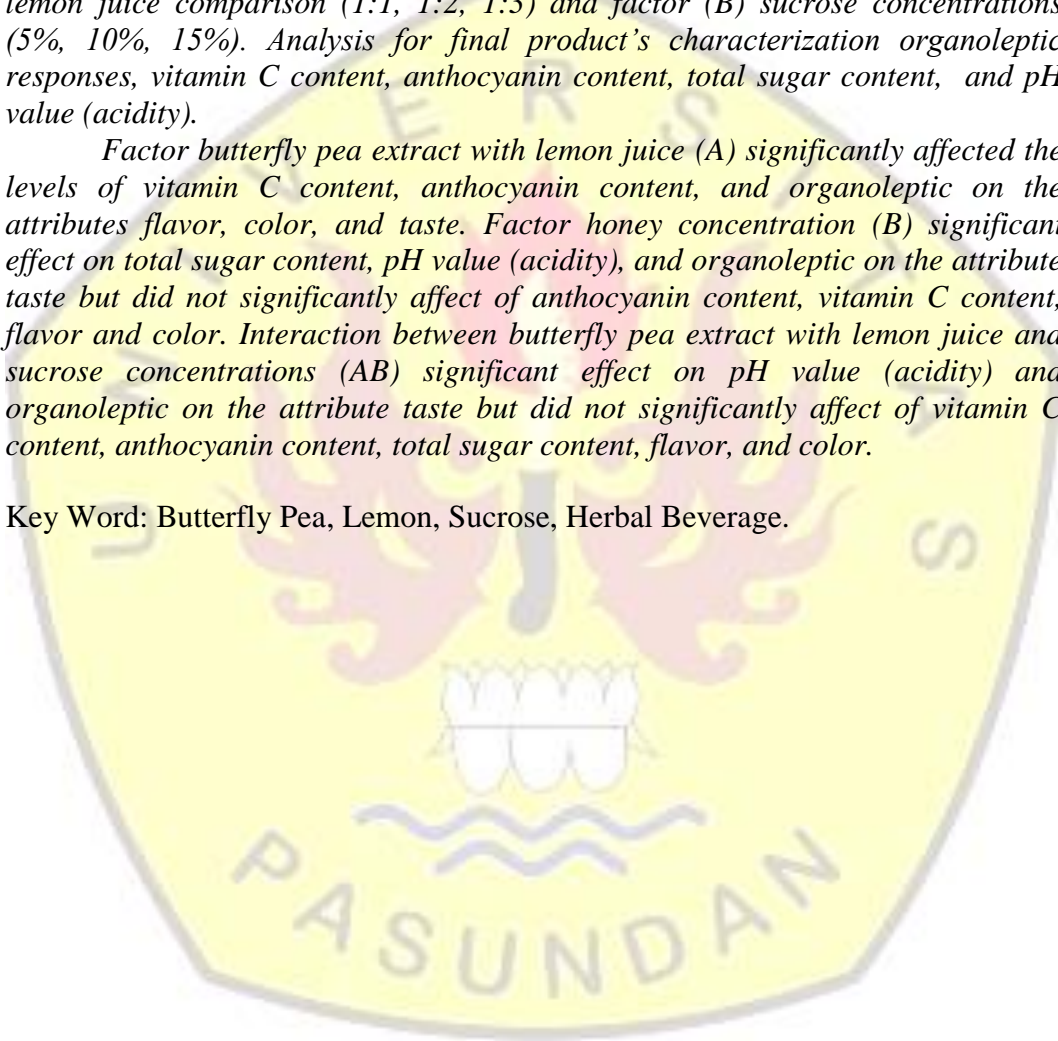 lemon juice comparison (1:1, 1:2, 1:3) and factor (B) sucrose concentrations
(5%, 10%, 15%). Analysis for final product’s characterization organoleptic
responses, vitamin C content, anthocyanin content, total sugar content, and pH
value (acidity).
Factor butterfly pea extract with lemon juice (A) significantly affected the
levels of vitamin C content, anthocyanin content, and organoleptic on the
attributes flavor, color, and taste. Factor honey concentration (B) significant
effect on total sugar content, pH value (acidity), and organoleptic on the attribute
taste but did not significantly affect of anthocyanin content, vitamin C content,
flavor and color. Interaction between butterfly pea extract with lemon juice and
sucrose concentrations (AB) significant effect on pH value (acidity) and
organoleptic on the attribute taste but did not significantly affect of vitamin C
content, anthocyanin content, total sugar content, flavor, and color.
Key Word: Butterfly Pea, Lemon, Sucrose, Herbal Beverage.
UNIVERSITAS
PASUNDAN